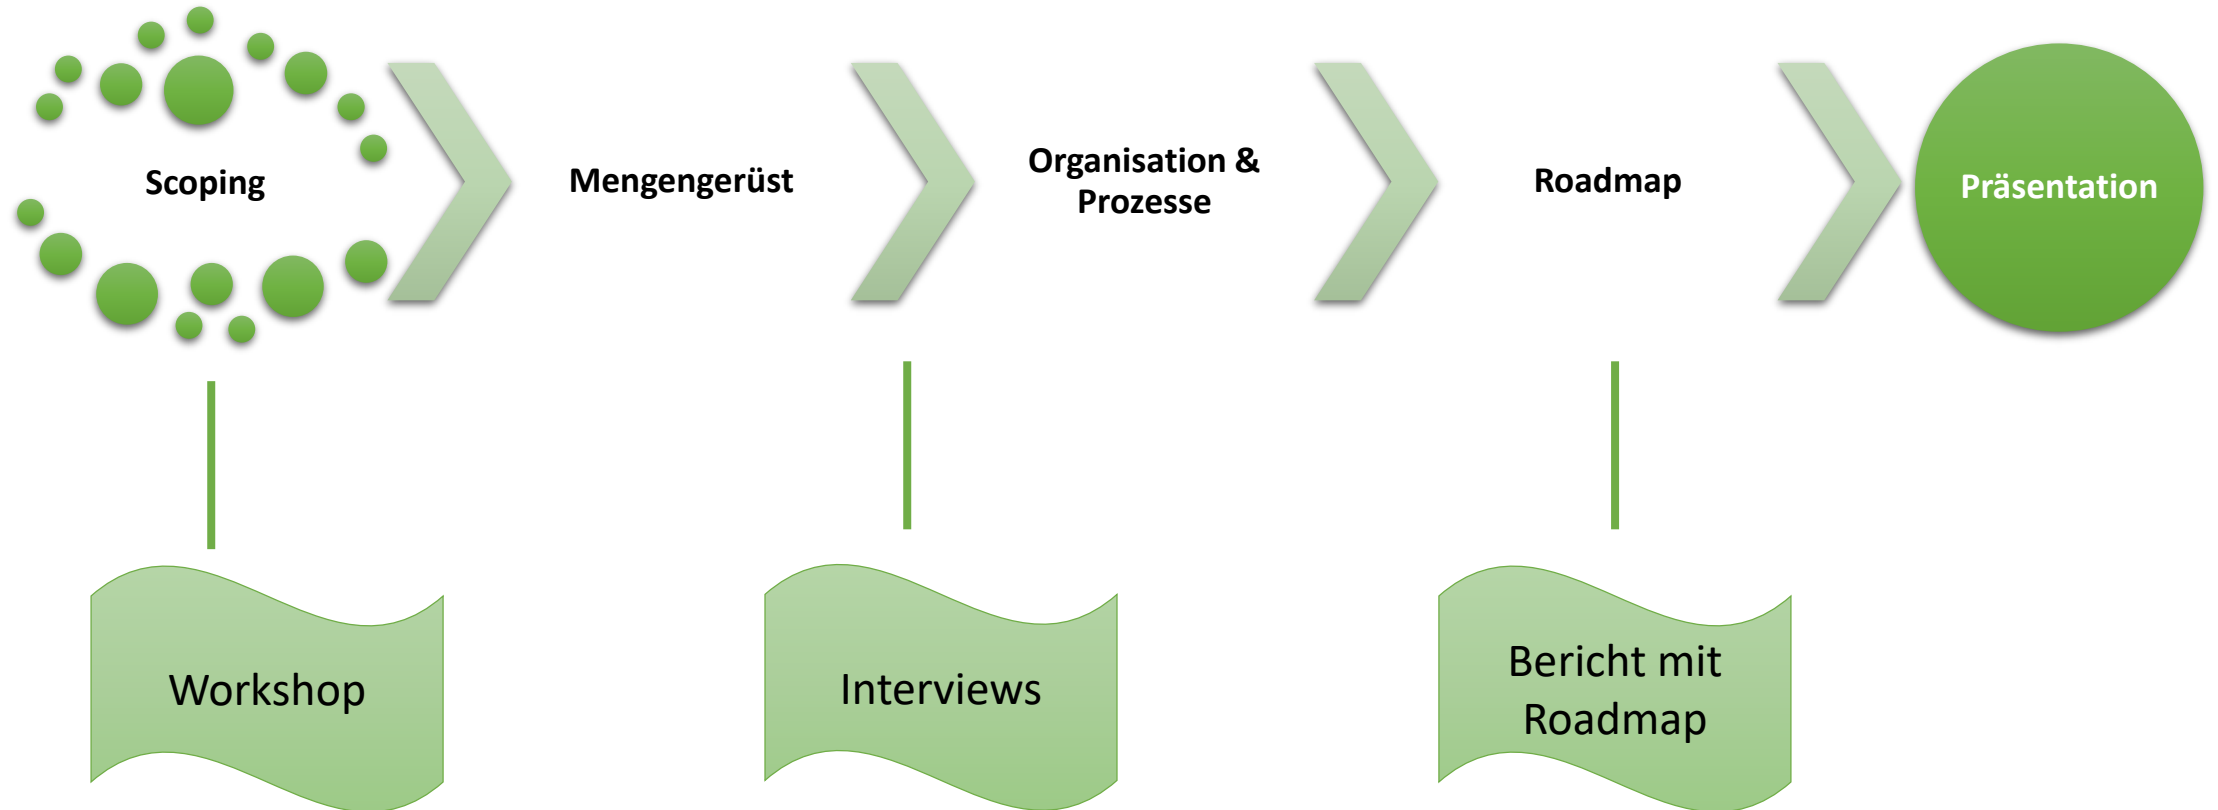 Scoping
Mengengerüst
Organisation &
Prozesse
Roadmap
Präsentation
Workshop
Interviews
Bericht mit
Roadmap